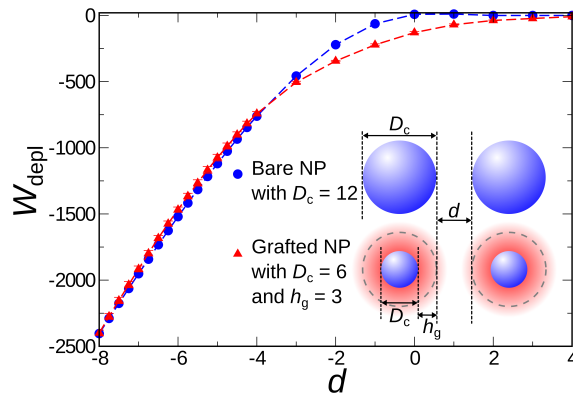 0
-500
-1000
-1500
-2000
-2500
W_depl
-8
-6
-4
-2
0
2
4
d
D_c
Bare NP
with D_c = 12
d
Grafted NP
with D_c = 6
and h_g = 3
D_c
h_g